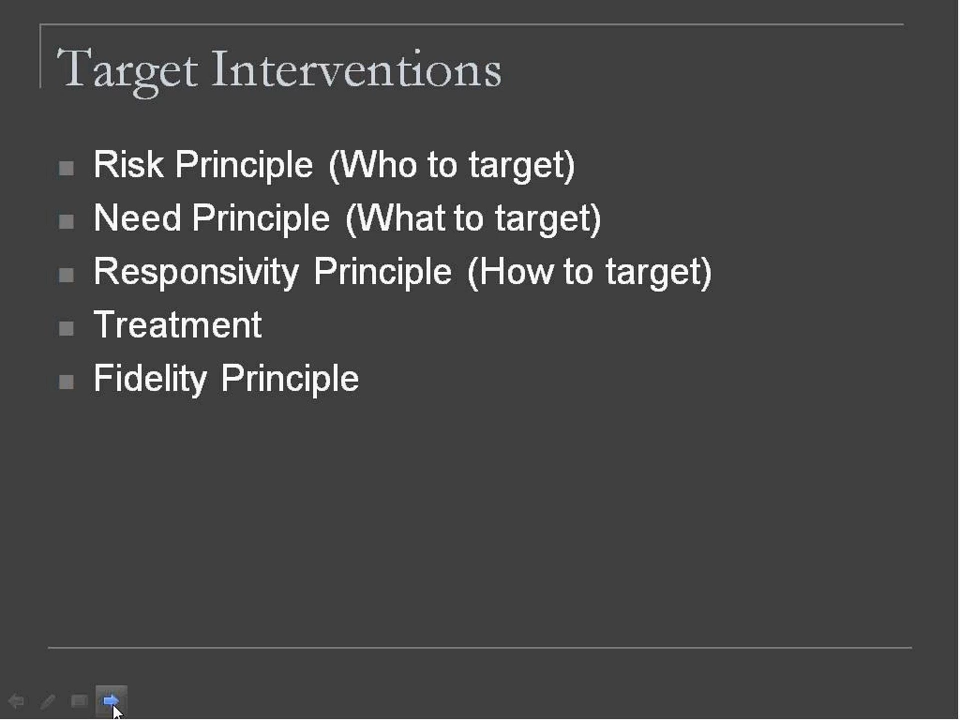 Target Interventions
Risk Principle (Who to target)
Need Principle (What to target)
Responsivity Principle (How to target)
Treatment
Fidelity Principle